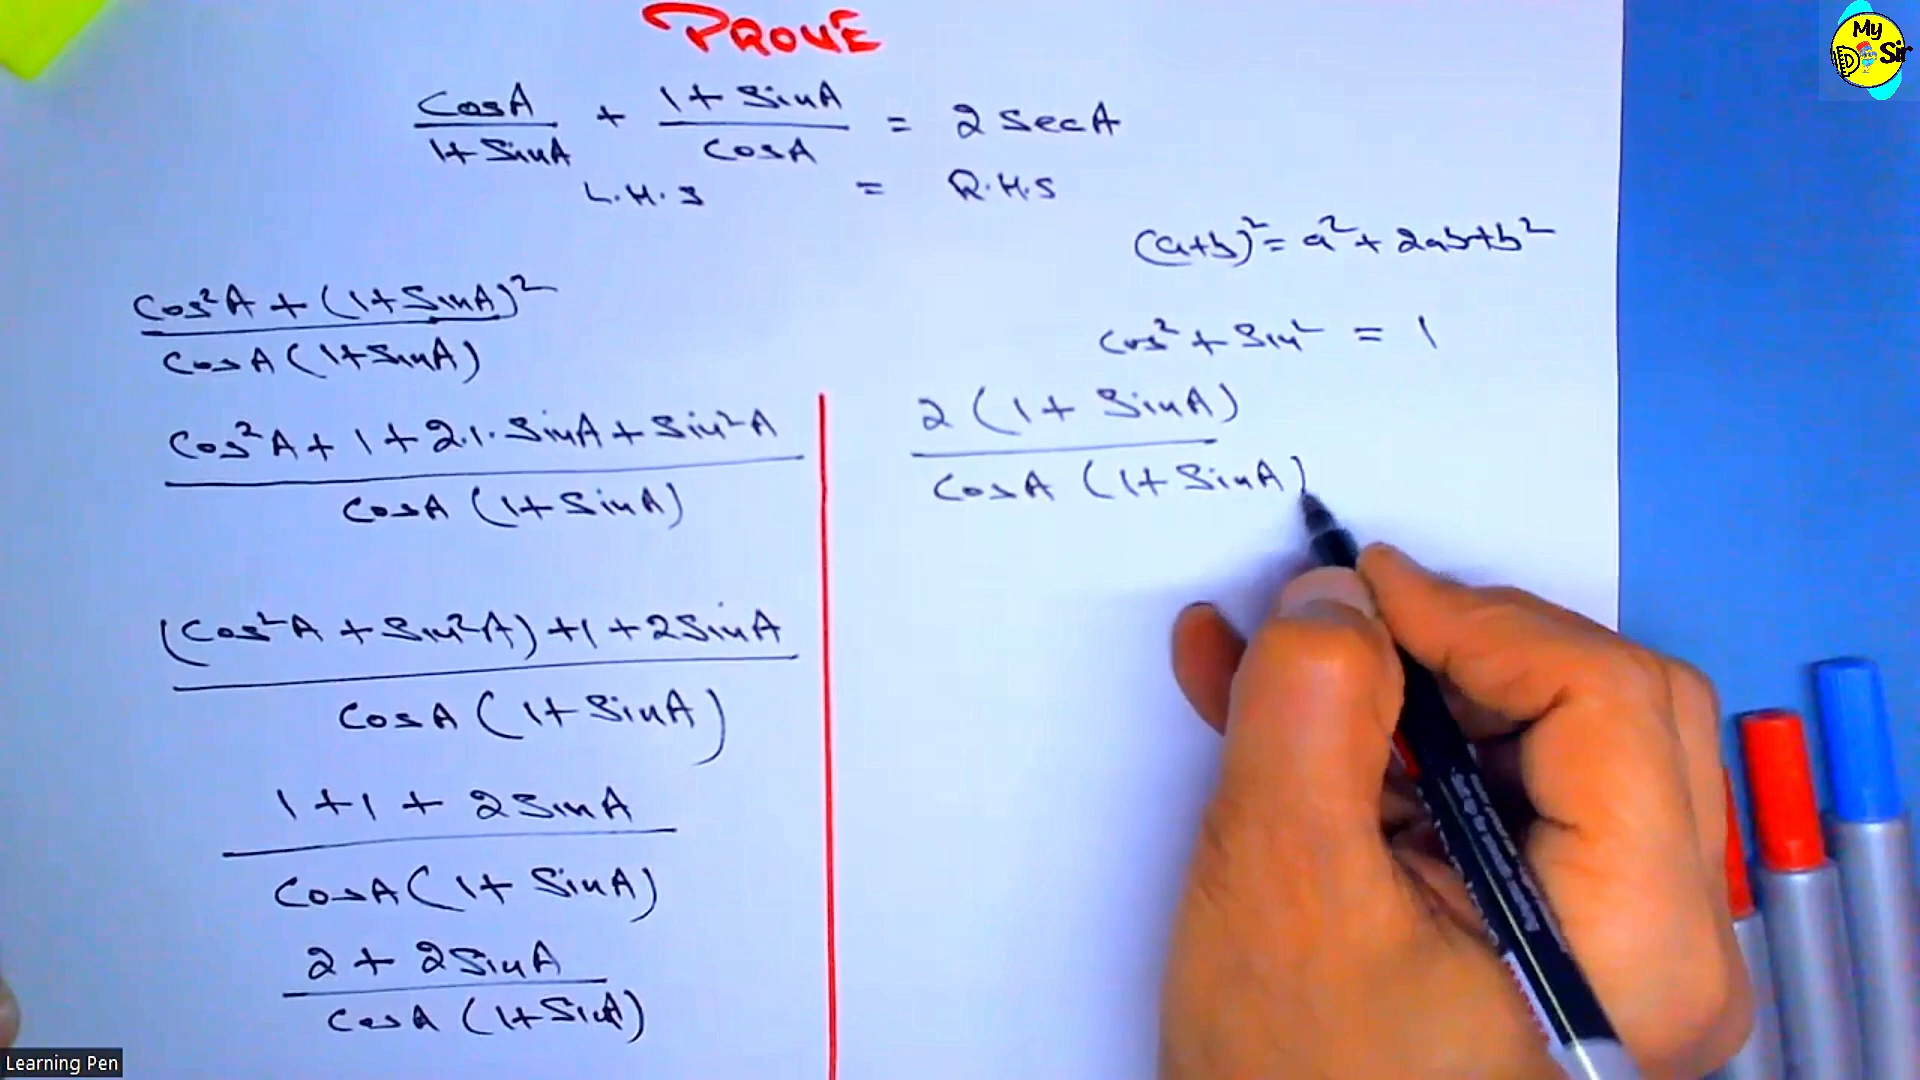 PROVE
CosA/1+SinA + 1+SinA/CosA = 2 SecA
L.H.S = R.H.S
(a+b)² = a² + 2ab+b²
Cos²A + (1+SinA)²/CosA (1+SinA)
Cos² + Sin² = 1
Cos²A + 1 + 2.1.SinA + Sin²A/CosA (1+SinA)
(Cos²A + Sin²A) +1 + 2SinA/CosA (1+SinA)
1+1 + 2SinA/CosA (1+ SinA)
2 + 2SinA/CosA (1+SinA)
2 (1+ SinA)/CosA (1+ SinA)
My
ED Sir
Learning Pen